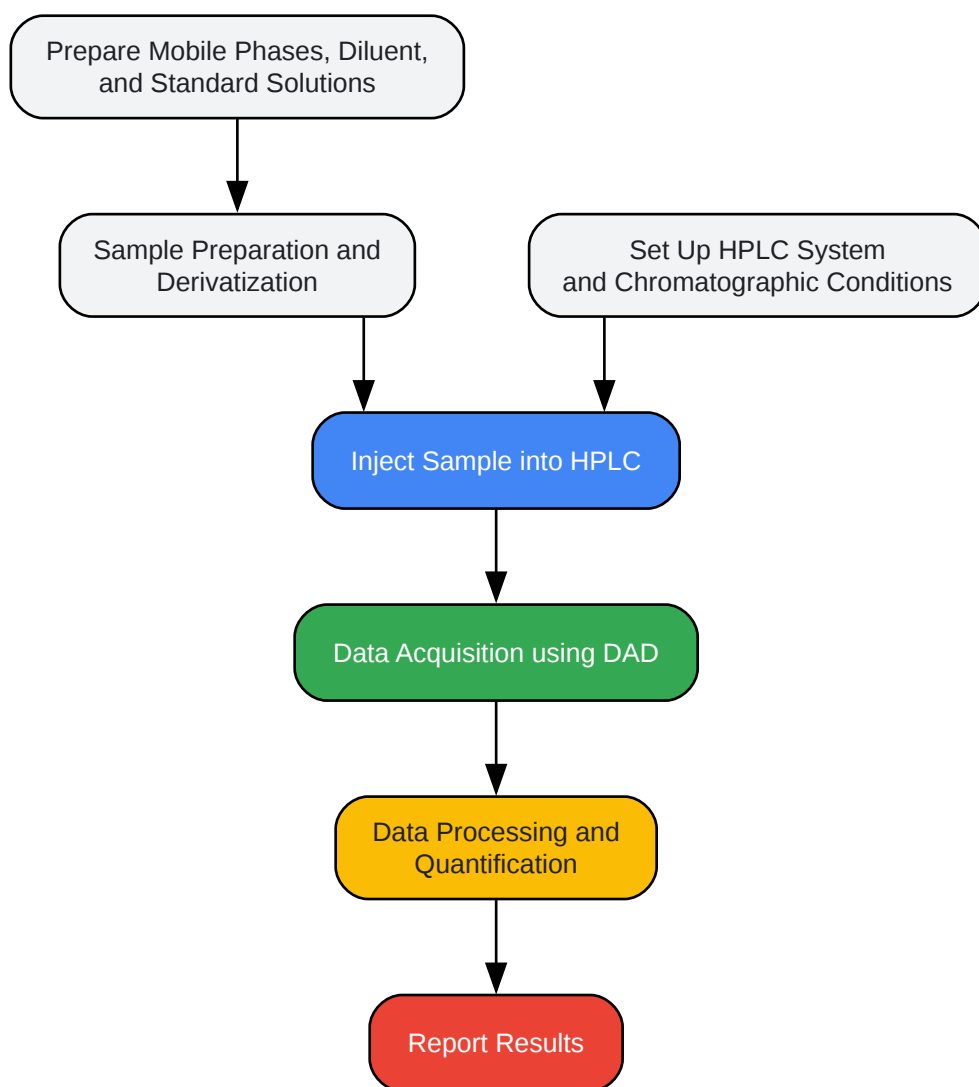 Prepare Mobile Phases, Diluent,
and Standard Solutions
Sample Preparation and
Derivatization
Set Up HPLC System
and Chromatographic Conditions
Inject Sample into HPLC
Data Acquisition using DAD
Data Processing and
Quantification
Report Results